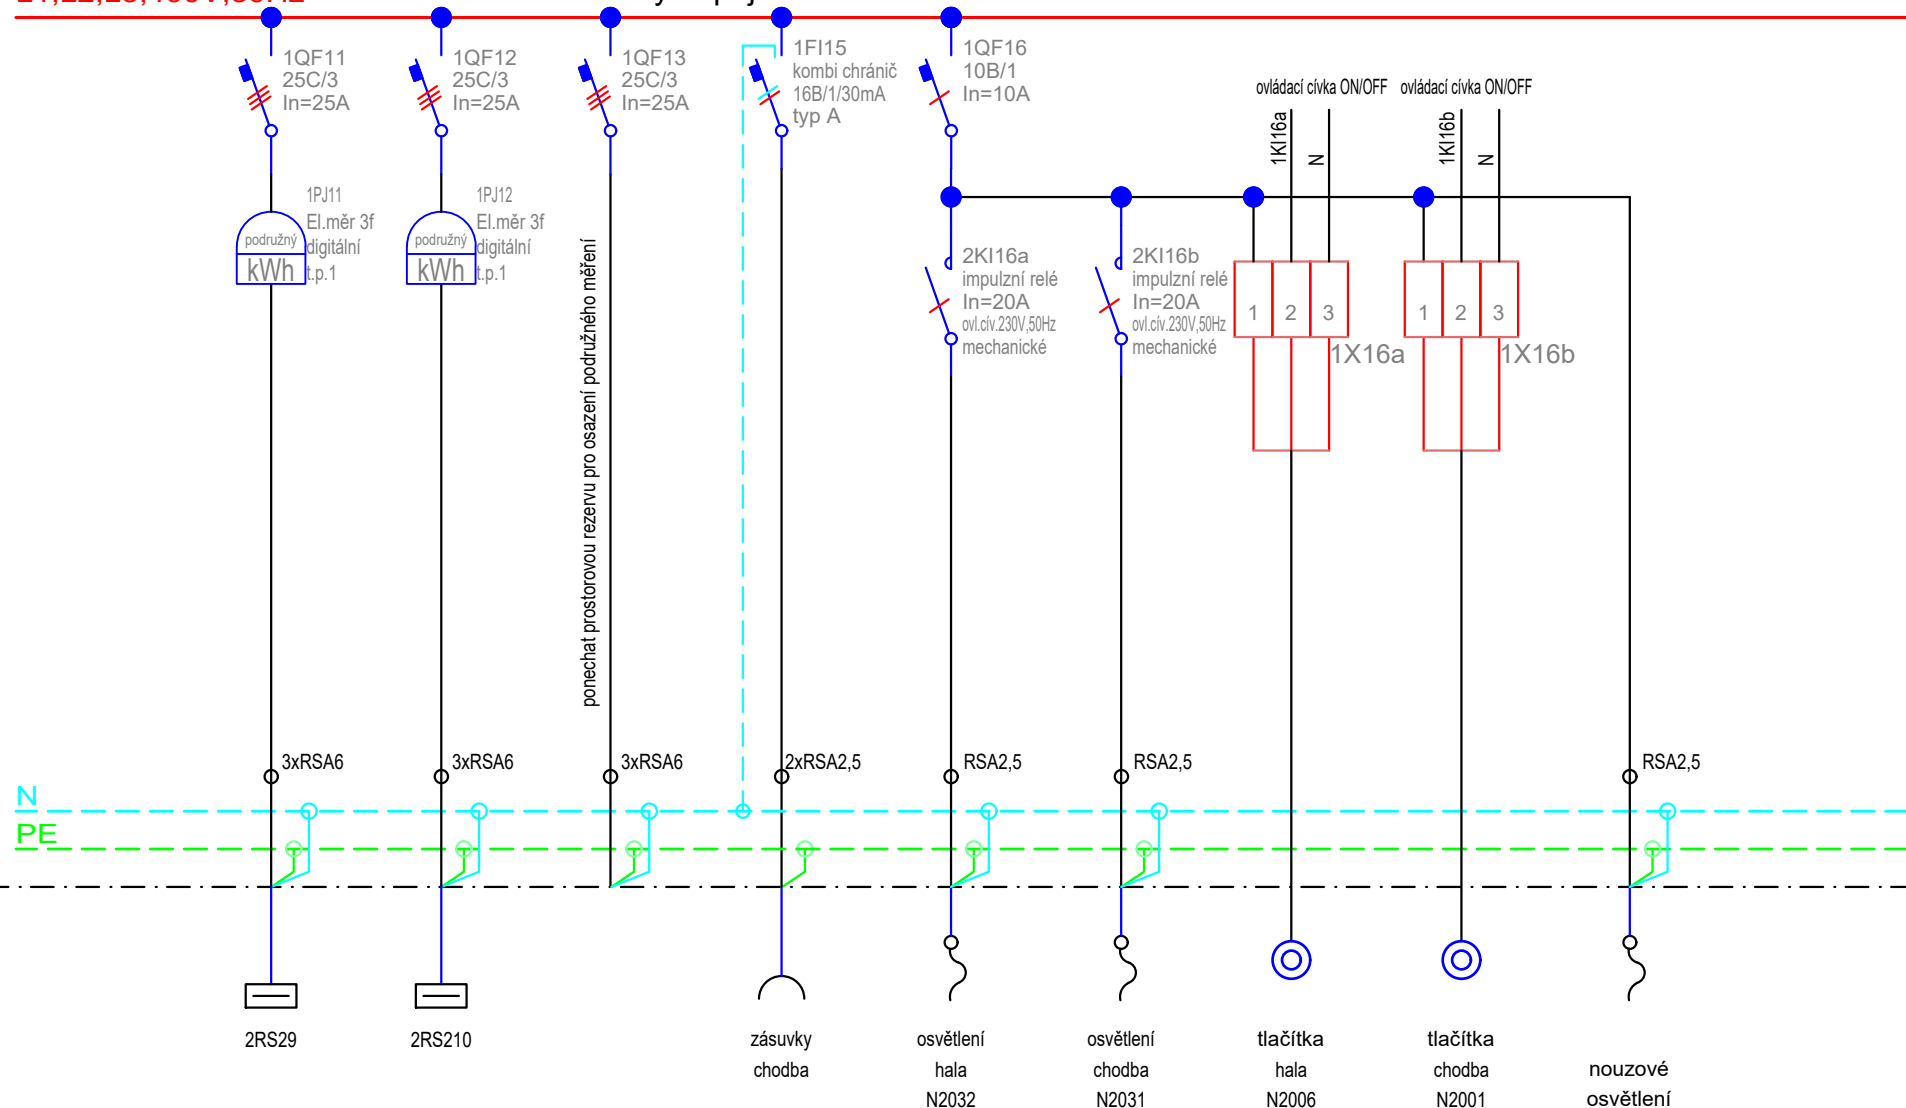 1QF11
25C/3
In=25A
1QF12
25C/3
In=25A
1QF13
25C/3
In=25A
1FI15
kombi chránič
16B/1/30mA
typ A
1QF16
10B/1
In=10A
ovládací cívka ON/OFF
ovládací cívka ON/OFF
1KI16a
N
1KI16b
N
1PJ11
El.měr 3f
digitální
t.p.1
podružný
kWh
1PJ12
El.měr 3f
digitální
t.p.1
podružný
kWh
ponechat prostorovou rezervu pro osazení podružného měření
2KI16a
impulzní relé
In=20A
ovl.cív.230V,50Hz
mechanické
2KI16b
impulzní relé
In=20A
ovl.cív.230V,50Hz
mechanické
1 2 3
1X16a
1 2 3
1X16b
3xRSA6
3xRSA6
3xRSA6
2xRSA2,5
RSA2,5
RSA2,5
RSA2,5
N
PE
2RS29
2RS210
zásuvky
chodba
osvětlení
hala
N2032
osvětlení
chodba
N2031
tlačítka
hala
N2006
tlačítka
chodba
N2001
nouzové
osvětlení